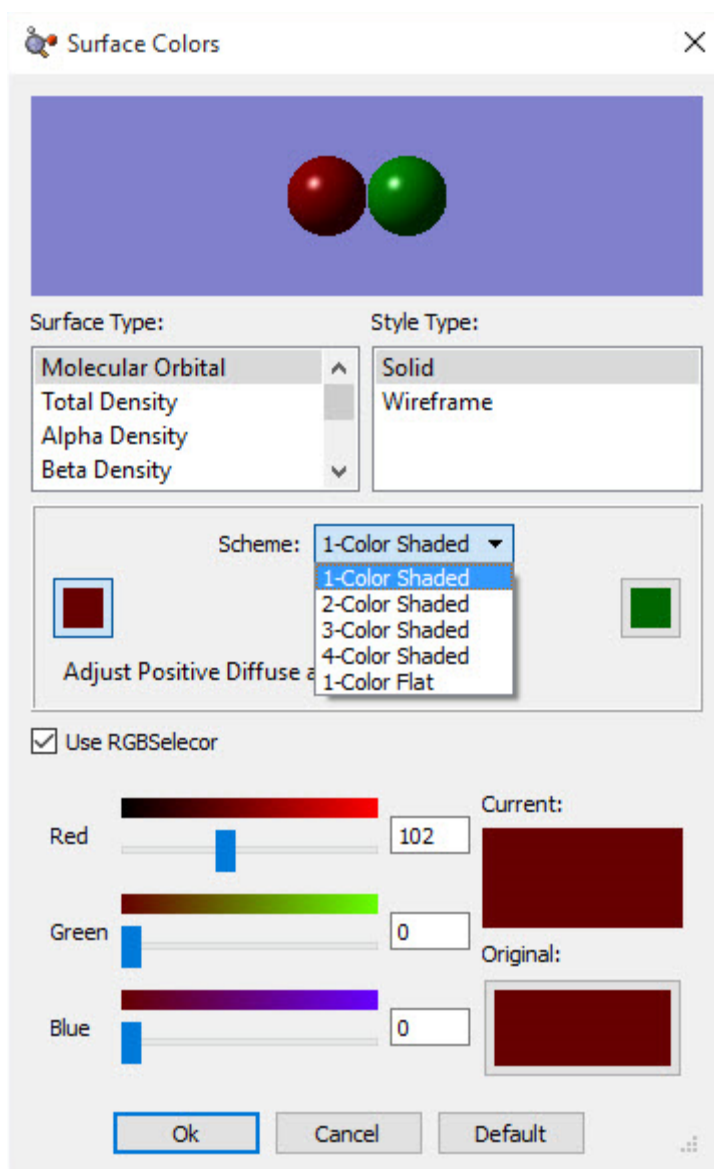 Surface Colors
Surface Type: Style Type:
Molecular Orbital Solid
Total Density Wireframe
Alpha Density
Beta Density
Scheme: 1-Color Shaded
1-Color Shaded
2-Color Shaded
3-Color Shaded
4-Color Shaded
Adjust Positive Diffuse
1-Color Flat
Use RGBSelecor
Current:
Red 102
Green 0
Original:
Blue 0
Ok Cancel Default